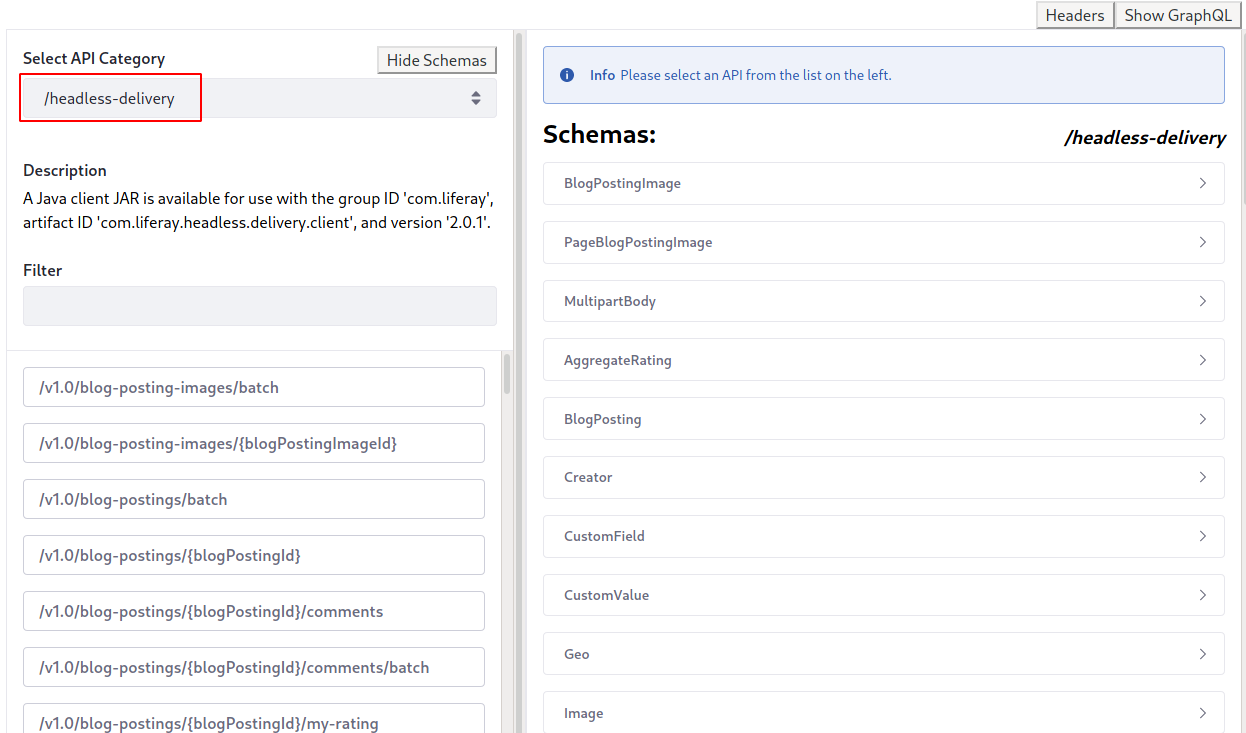 Headers
Show GraphQL
Select API Category
Hide Schemas
/headless-delivery
Description
A Java client JAR is available for use with the group ID 'com.liferay',
artifact ID 'com.liferay.headless.delivery.client', and version '2.0.1'.
Filter
/v1.0/blog-posting-images/batch
/v1.0/blog-posting-images/{blogPostingImageId}
/v1.0/blog-postings/batch
/v1.0/blog-postings/{blogPostingId}
/v1.0/blog-postings/{blogPostingId}/comments
/v1.0/blog-postings/{blogPostingId}/comments/batch
/v1.0/blog-postings/{blogPostingId}/my-rating
Info Please select an API from the list on the left.
Schemas:
/headless-delivery
BlogPostingImage
PageBlogPostingImage
MultipartBody
AggregateRating
BlogPosting
Creator
CustomField
CustomValue
Geo
Image